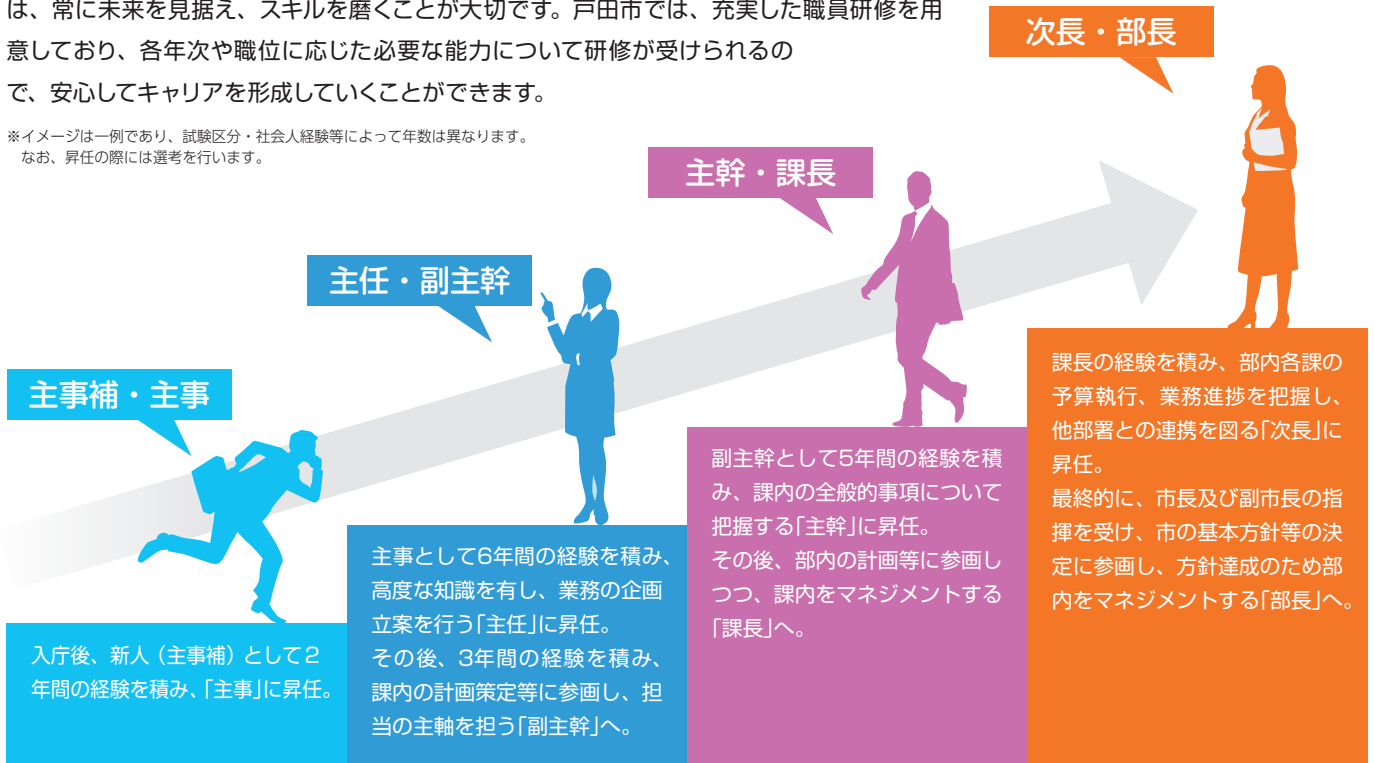 は、常に未来を見据え、スキルを磨くことが大切です。戸田市では、充実した職員研修を用
意しており、各年次や職位に応じた必要な能力について研修が受けられるの
で、安心してキャリアを形成していくことができます。
※イメージは一例であり、試験区分・社会人経験等によって年数は異なります。
なお、昇任の際には選考を行います。
主事補・主事
入庁後、新人（主事補）として２
年間の経験を積み、「主事」に昇任。
主任・副主幹
主事として6年間の経験を積み、
高度な知識を有し、業務の企画
立案を行う「主任」に昇任。
その後、3年間の経験を積み、
課内の計画策定等に参画し、担
当の主軸を担う「副主幹」へ。
主幹・課長
副主幹として5年間の経験を積
み、課内の全般的事項について
把握する「主幹」に昇任。
その後、部内の計画等に参画し
つつ、課内をマネジメントする
「課長」へ。
次長・部長
課長の経験を積み、部内各課の
予算執行、業務進捗を把握し、
他部署との連携を図る「次長」に
昇任。
最終的に、市長及び副市長の指
揮を受け、市の基本方針等の決
定に参画し、方針達成のため部
内をマネジメントする「部長」へ。